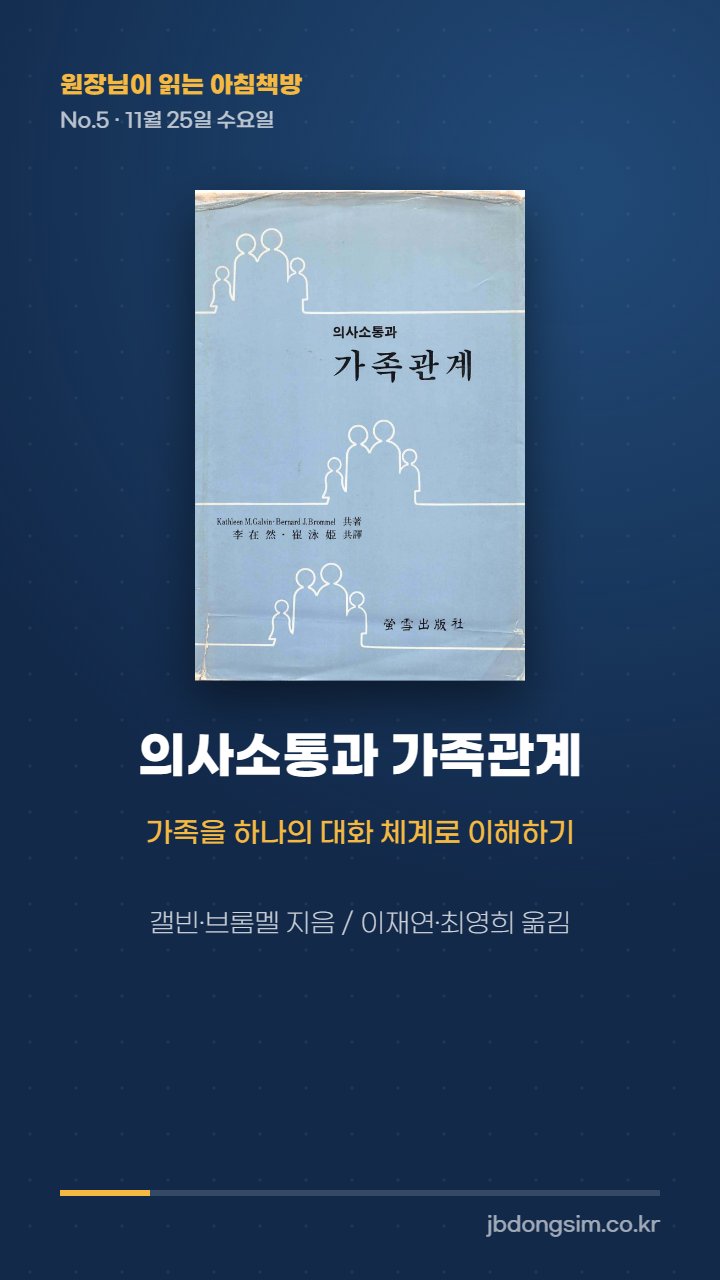 원장님이 읽는 아침책방
No.5 · 11월 25일 수요일
의사소통과
가족관계
Kathleen M.Galvin·Bernard J.Brommel 共著
李在然·崔泳姬 共譯
螢雪出版社
의사소통과 가족관계
가족을 하나의 대화 체계로 이해하기
갤빈·브롬멜 지음 / 이재연·최영희 옮김
jbdongsim.co.kr